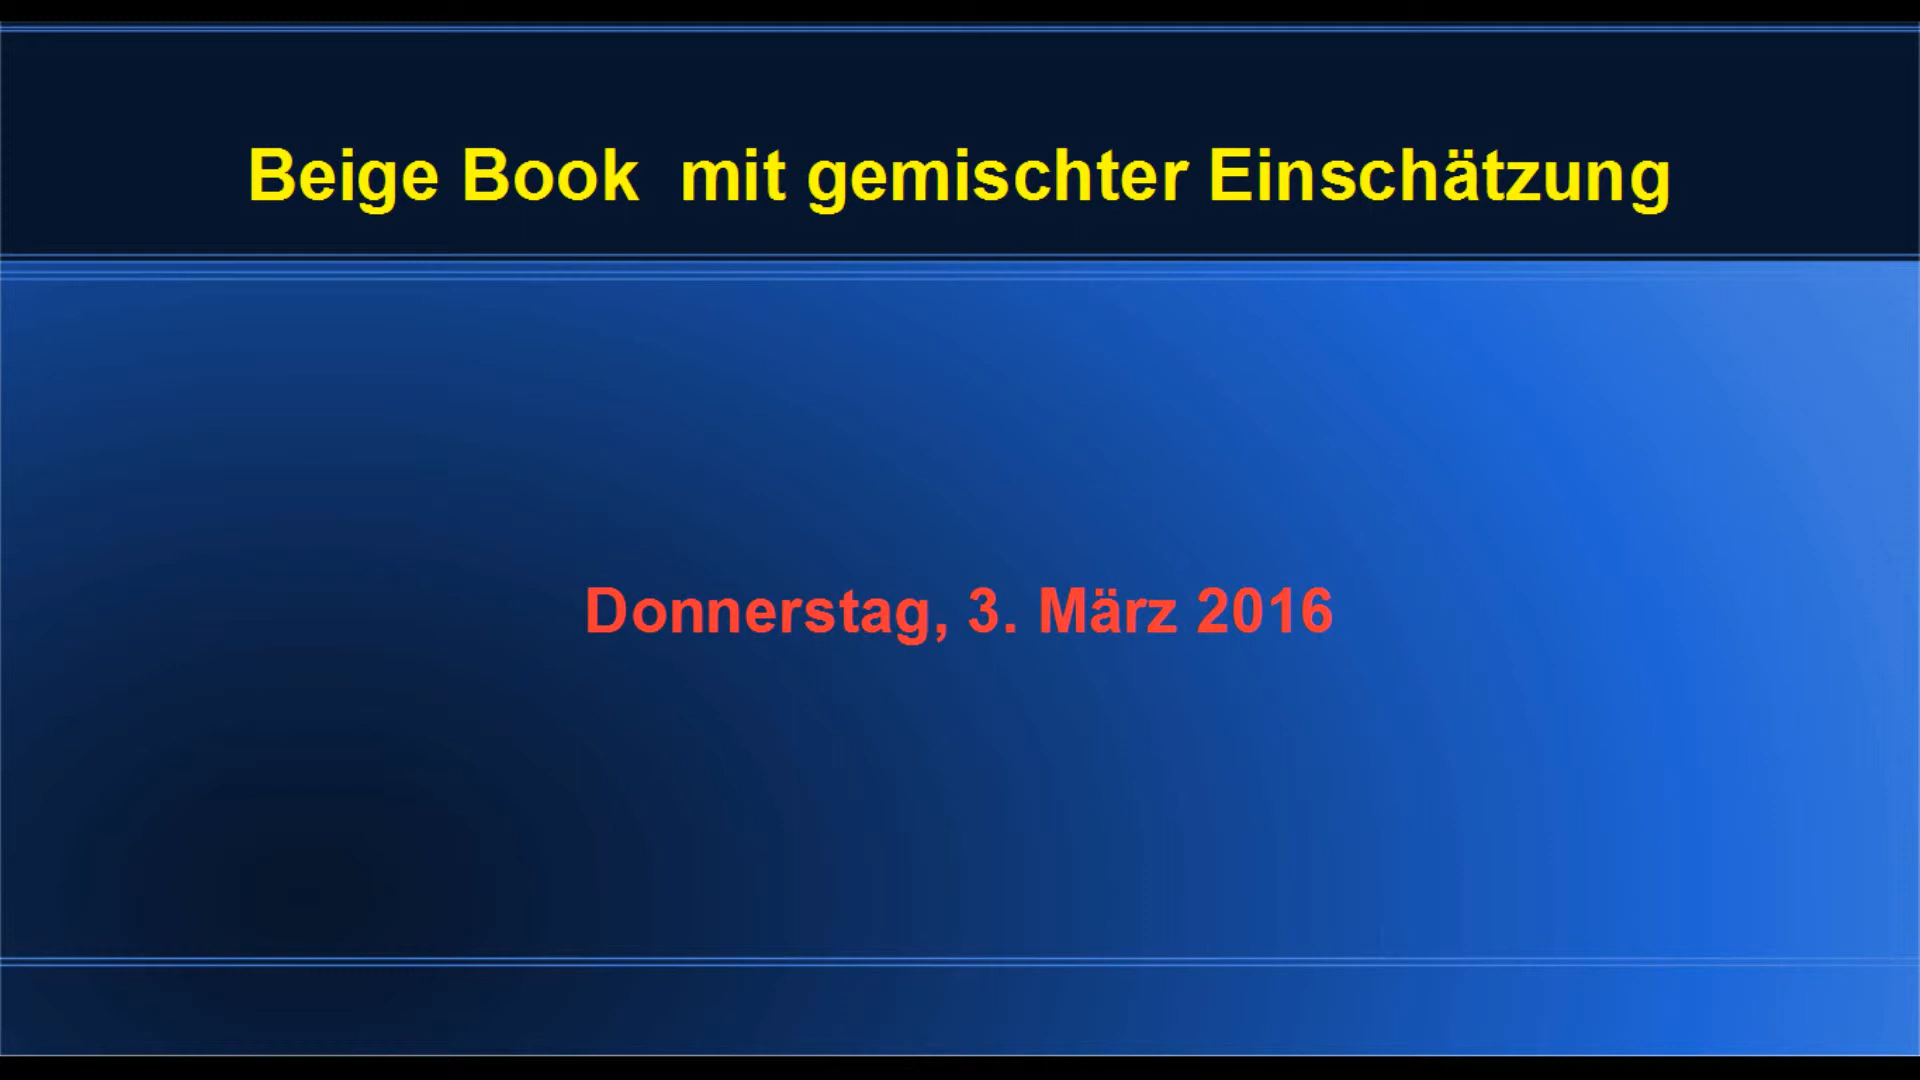 Beige Book  mit gemischter Einschätzung
Donnerstag, 3. März 2016